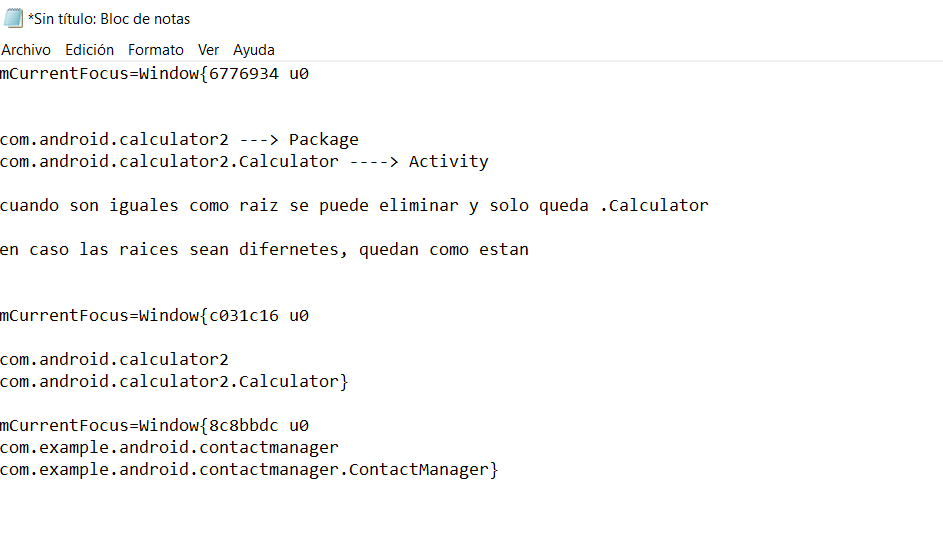 *Sin título: Bloc de notas
Archivo Edición Formato Ver Ayuda
mCurrentFocus=Window{6776934 u0
com.android.calculator2 ---> Package
com.android.calculator2.Calculator ----> Activity
cuando son iguales como raiz se puede eliminar y solo queda .Calculator
en caso las raices sean difernetes, quedan como estan
mCurrentFocus=Window{c031c16 u0
com.android.calculator2
com.android.calculator2.Calculator}
mCurrentFocus=Window{8c8bbdc u0
com.example.android.contactmanager
com.example.android.contactmanager.ContactManager}